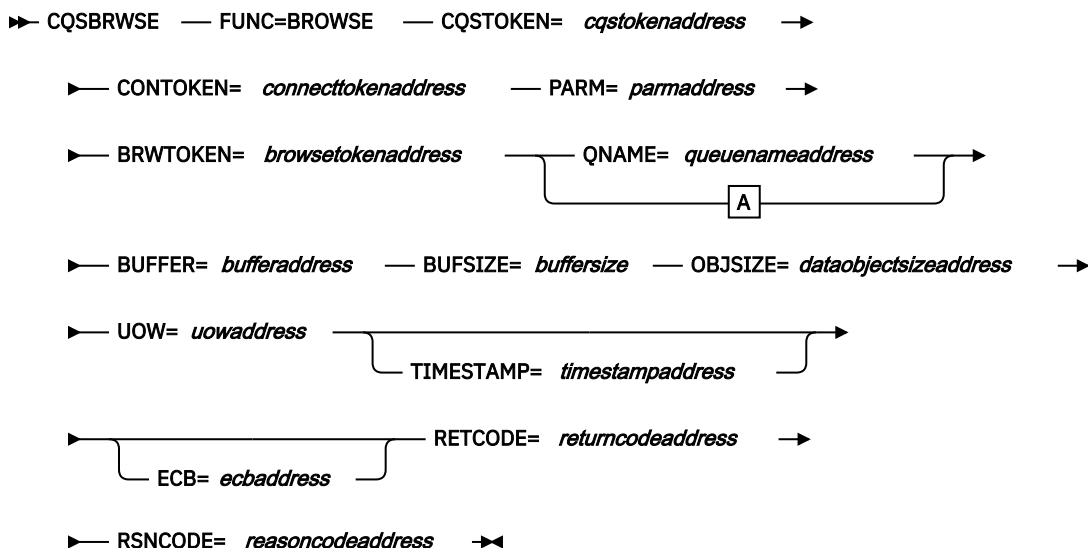 CQSBRWSE FUNC=BROWSE CQSTOKEN= cqstokenaddress
CONTOKEN= connecttokenaddress PARM= parmaddress
BRWTOKEN= browsetokenaddress QNAME= queuenameaddress
A
BUFFER= bufferaddress BUFSIZE= buffersize OBJSIZE= dataobjectsizeaddress
UOW= uowaddress
TIMESTAMP= timestampaddress
RETCODE= returncodeaddress
ECB= ecbaddress
RSNCODE= reasoncodeaddress